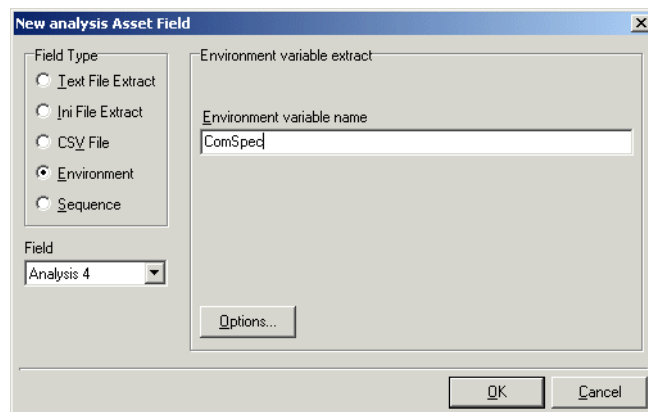 New analysis Asset Field
Field Type
Text File Extract
Ini File Extract
CSV File
Environment
Sequence
Field
Analysis 4
Environment variable extract
Environment variable name
ComSpec
Options...
OK
Cancel